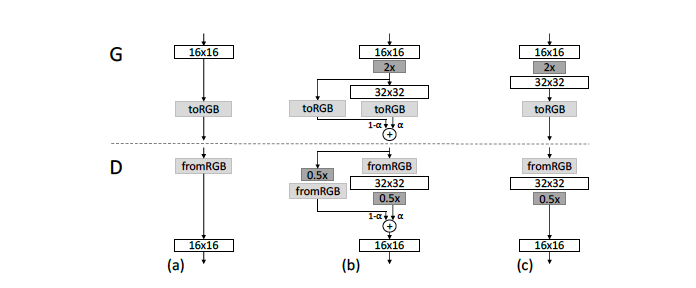 G
16x16
16x16
16x16
2x
2x
32x32
32x32
toRGB
toRGB
toRGB
toRGB
1-α
α
+
D
fromRGB
fromRGB
fromRGB
0.5x
32x32
32x32
fromRGB
0.5x
0.5x
1-α
α
+
16x16
16x16
16x16
(a)
(b)
(c)